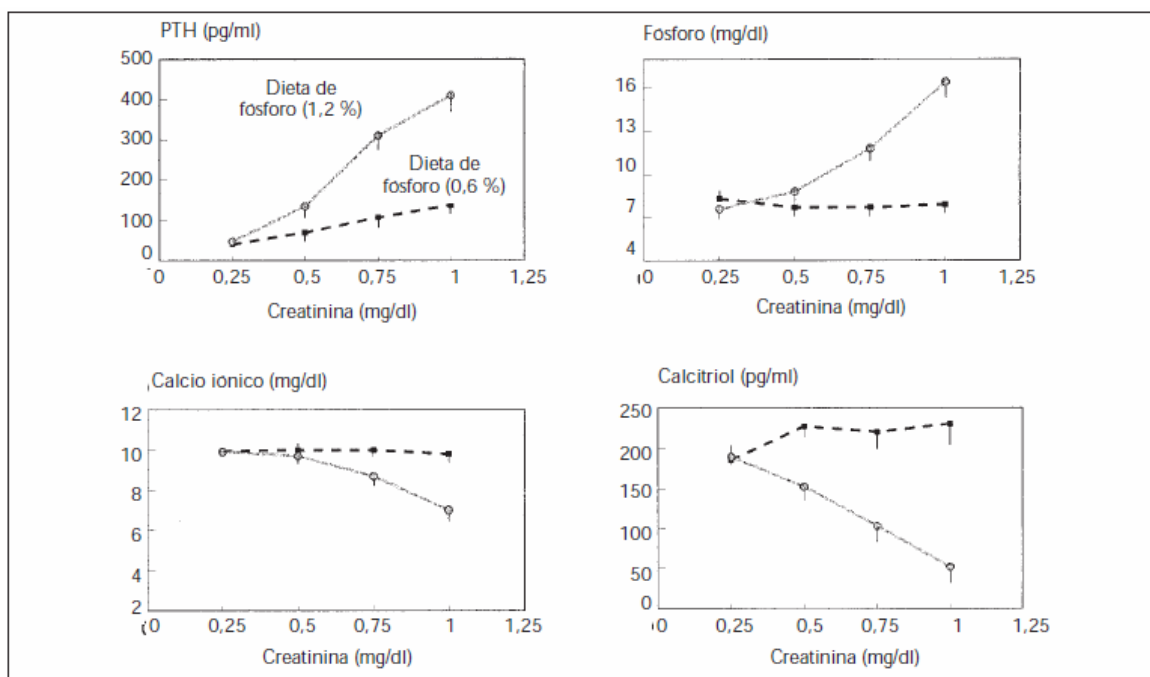 PTH (pg/ml)
500
400
300
200
100
0
Dieta de
fósforo (1,2 %)
Dieta de
fósforo (0,6 %)
0 0,25 0,5 0,75 1 1,25
Creatinina (mg/dl)
Fósforo (mg/dl)
16
13
10
7
4
0 0,25 0,5 0,75 1 1,25
Creatinina (mg/dl)
Calcio iónico (mg/dl)
12
10
8
6
4
2
0 0,25 0,5 0,75 1 1,25
Creatinina (mg/dl)
Calcitriol (pg/ml)
250
200
150
100
50
0
0 0,25 0,5 0,75 1 1,25
Creatinina (mg/dl)